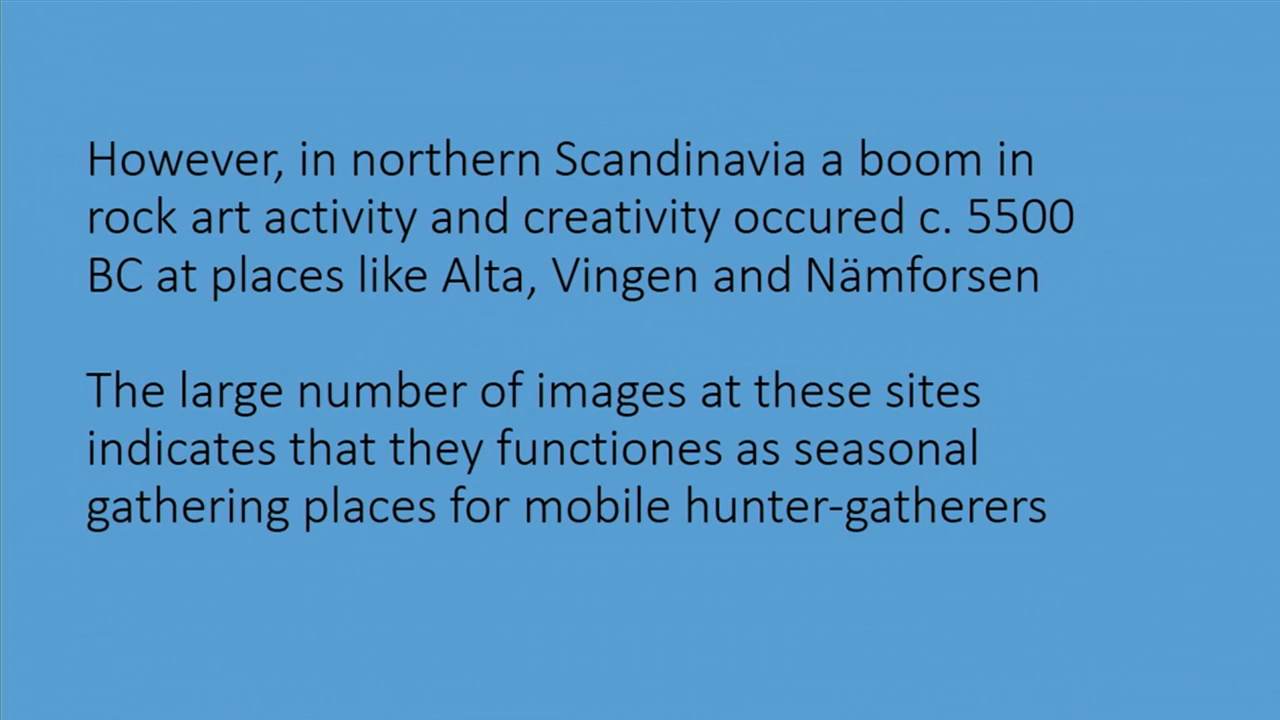 However, in northern Scandinavia a boom in
rock art activity and creativity occured c. 5500
BC at places like Alta, Vingen and Nämforsen
The large number of images at these sites
indicates that they functiones as seasonal
gathering places for mobile hunter-gatherers